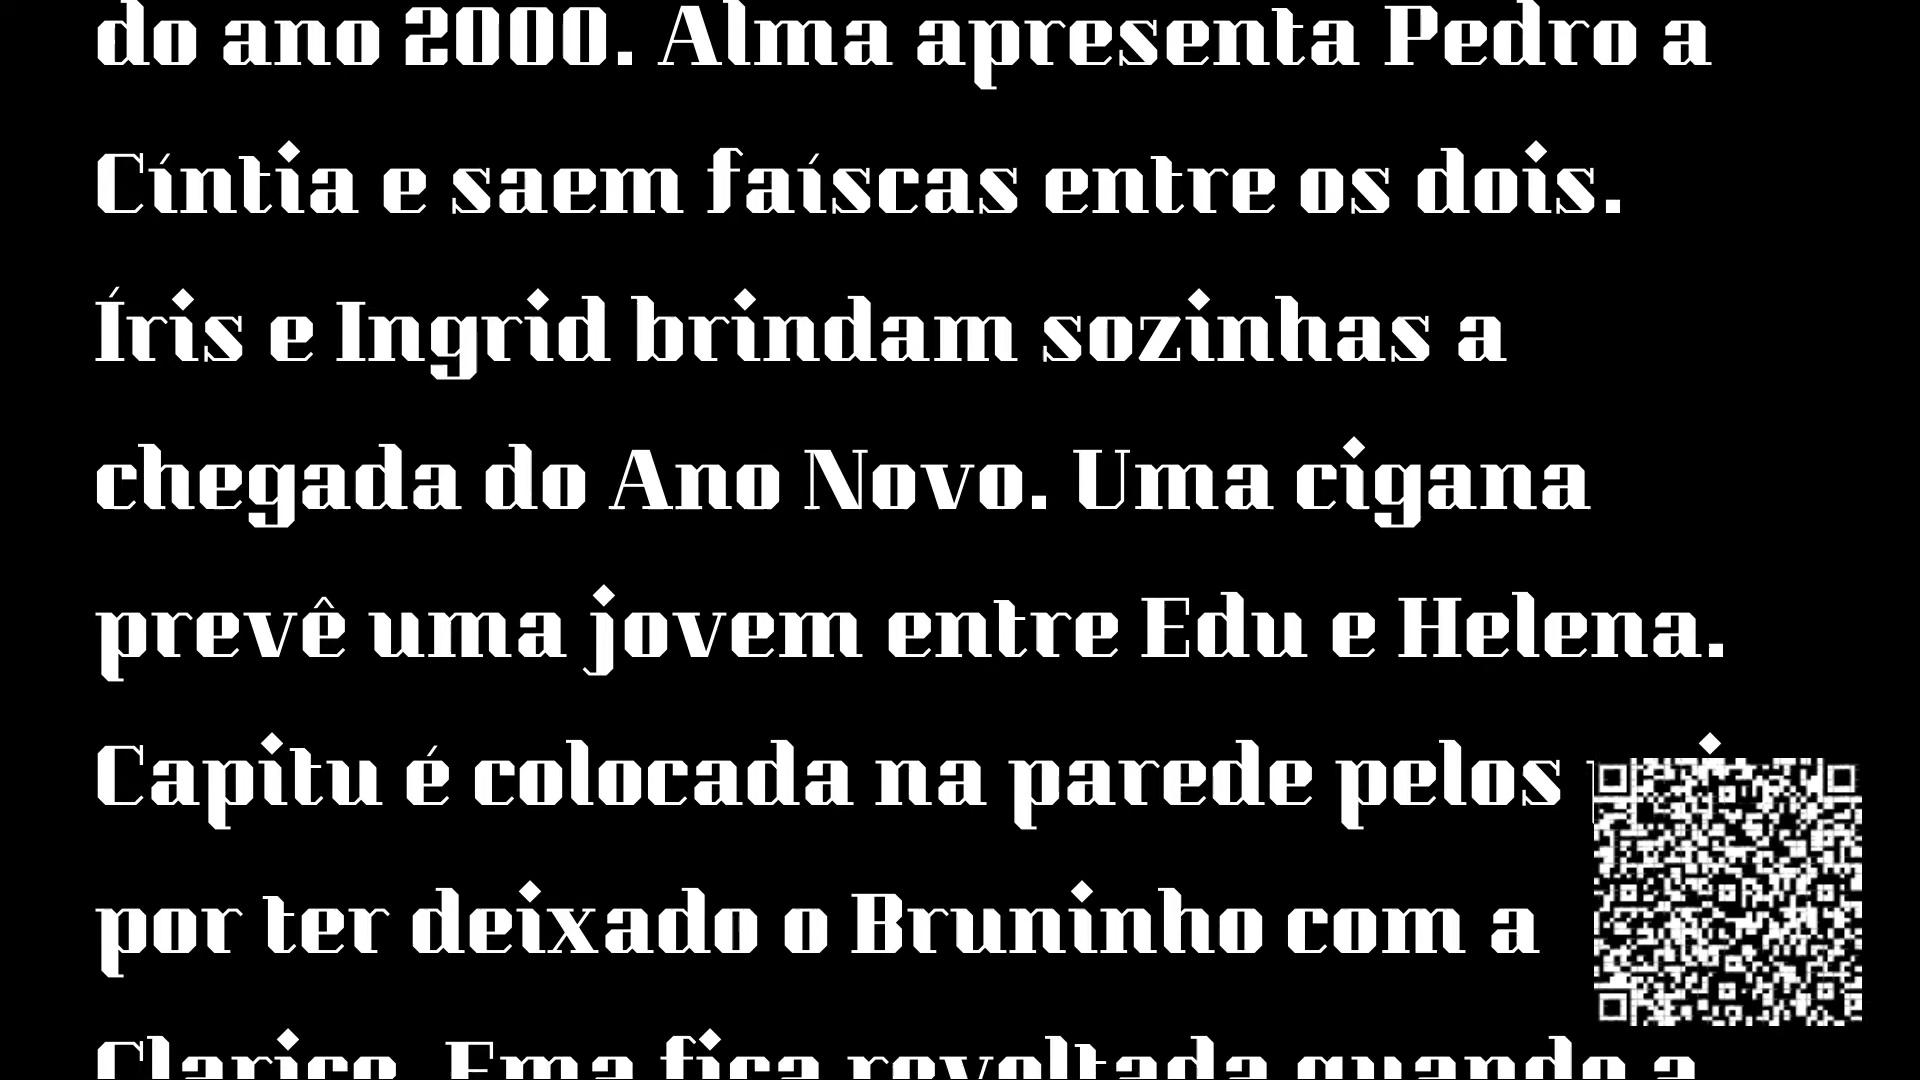 do ano 2000. Alma apresenta Pedro a
Cíntia e saem faíscas entre os dois.
Íris e Ingrid brindam sozinhas a
chegada do Ano Novo. Uma cigana
prevê uma jovem entre Edu e Helena.
Capitu é colocada na parede pelos
por ter deixado o Bruninho com a
Clarice. Ema fica revoltada quando a